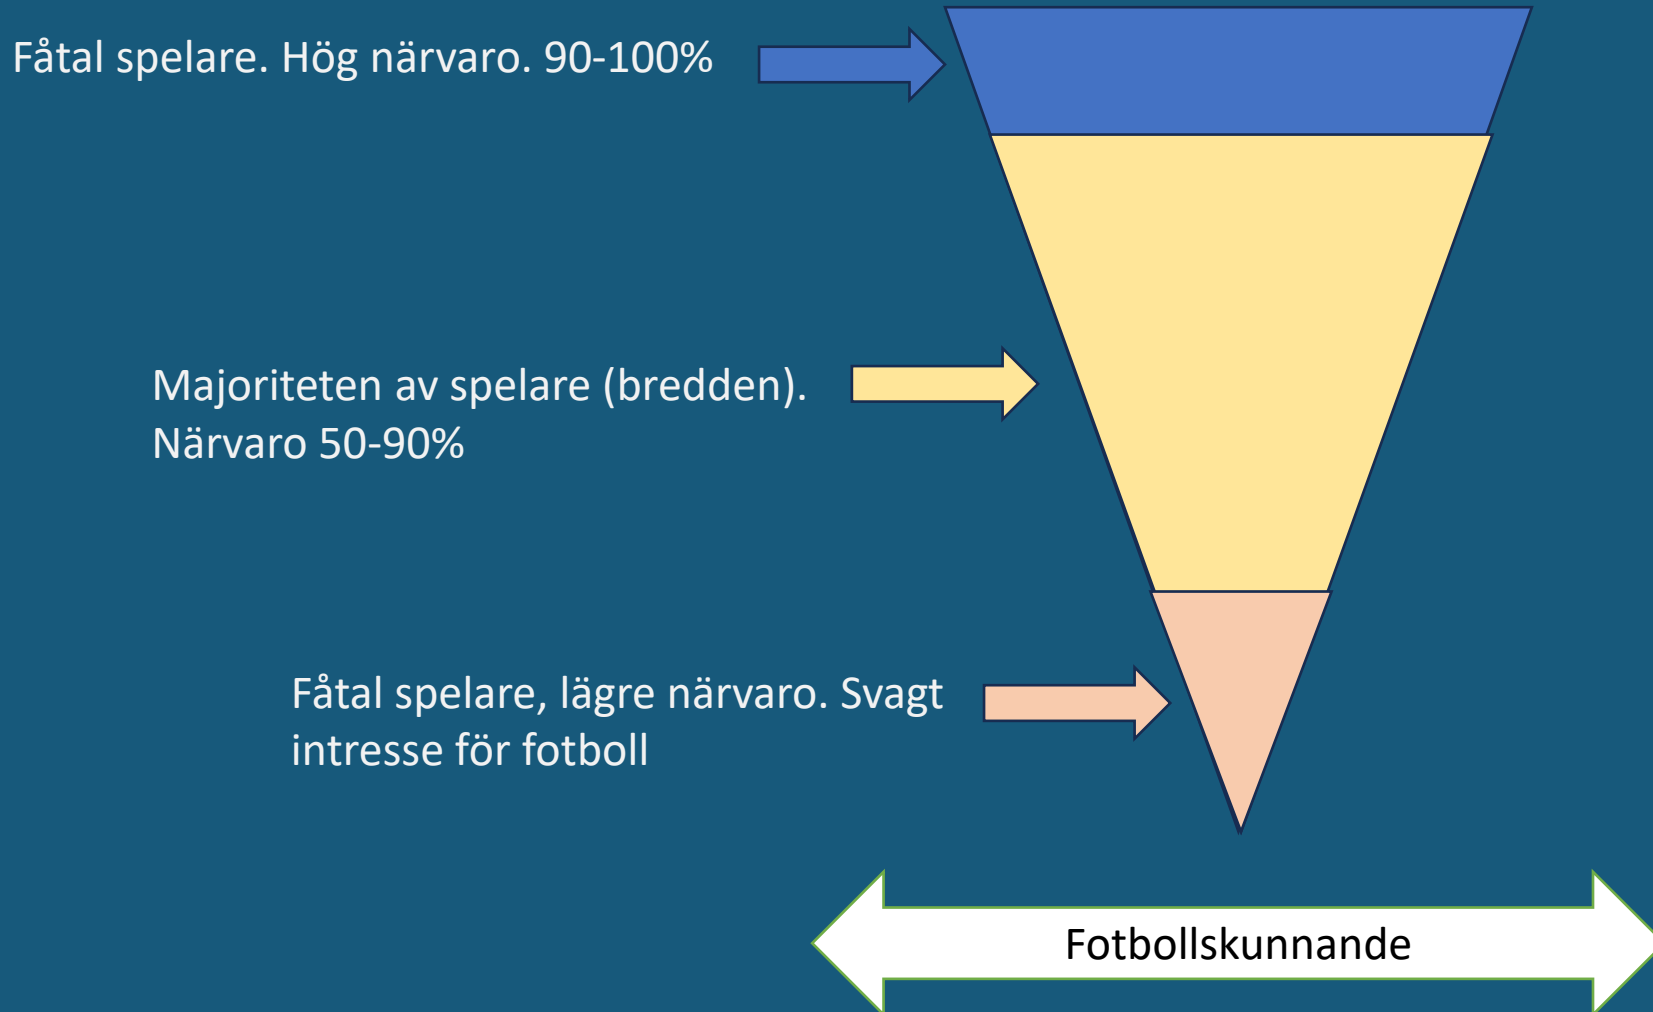 Fåtal spelare. Hög närvaro. 90-100%
Majoriteten av spelare (bredden).
Närvaro 50-90%
Fåtal spelare, lägre närvaro. Svagt
intresse för fotboll
Fotbollskunnande